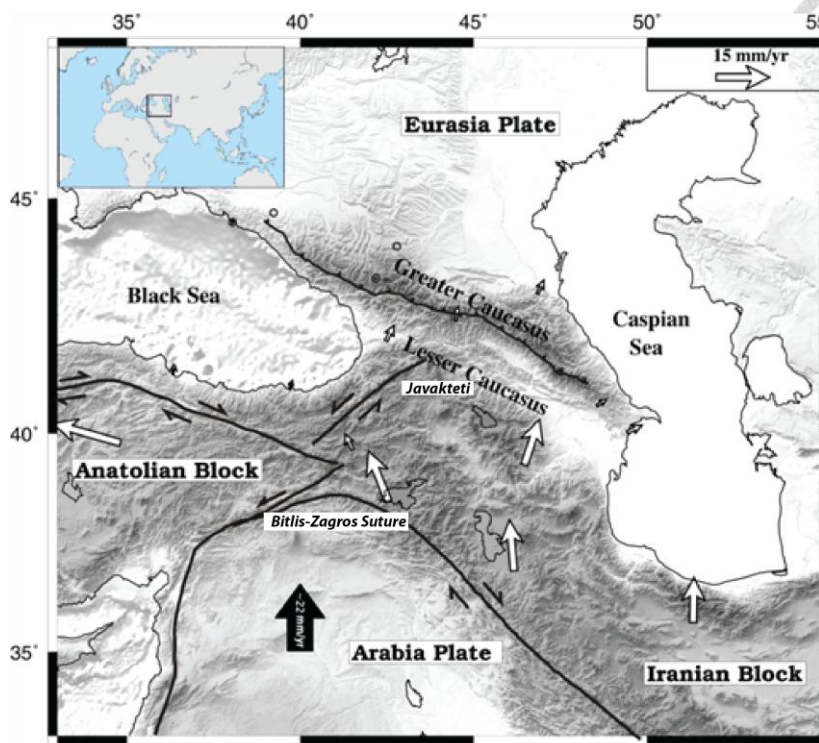 35°
40°
45°
50°
55
15 mm/yr
Eurasia Plate
45°
Greater Caucasus
Black Sea
Caspian
Sea
Lesser Caucasus
Javakteti
40°
Anatolian Block
Bitlis-Zagros Suture
~22 mm/yr
35°
Arabia Plate
Iranian Block